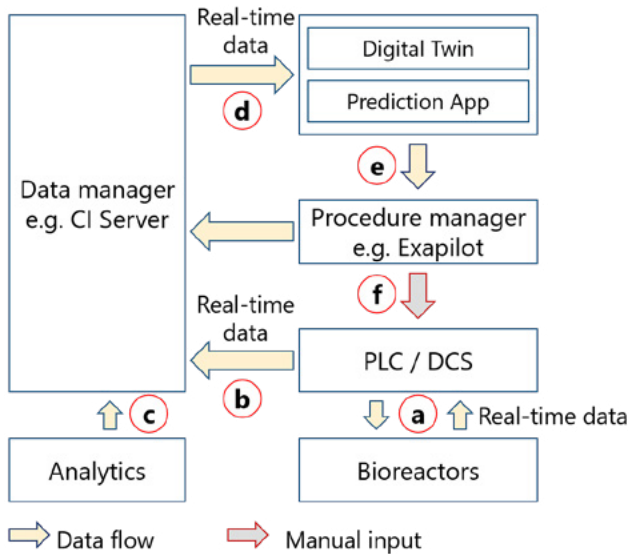 Real-time
data
d
Digital Twin
Prediction App
e
Data manager
e.g. CI Server
Procedure manager
e.g. Exapilot
f
Real-time
data
b
PLC / DCS
c
a
Real-time data
Analytics
Bioreactors
Data flow
Manual input